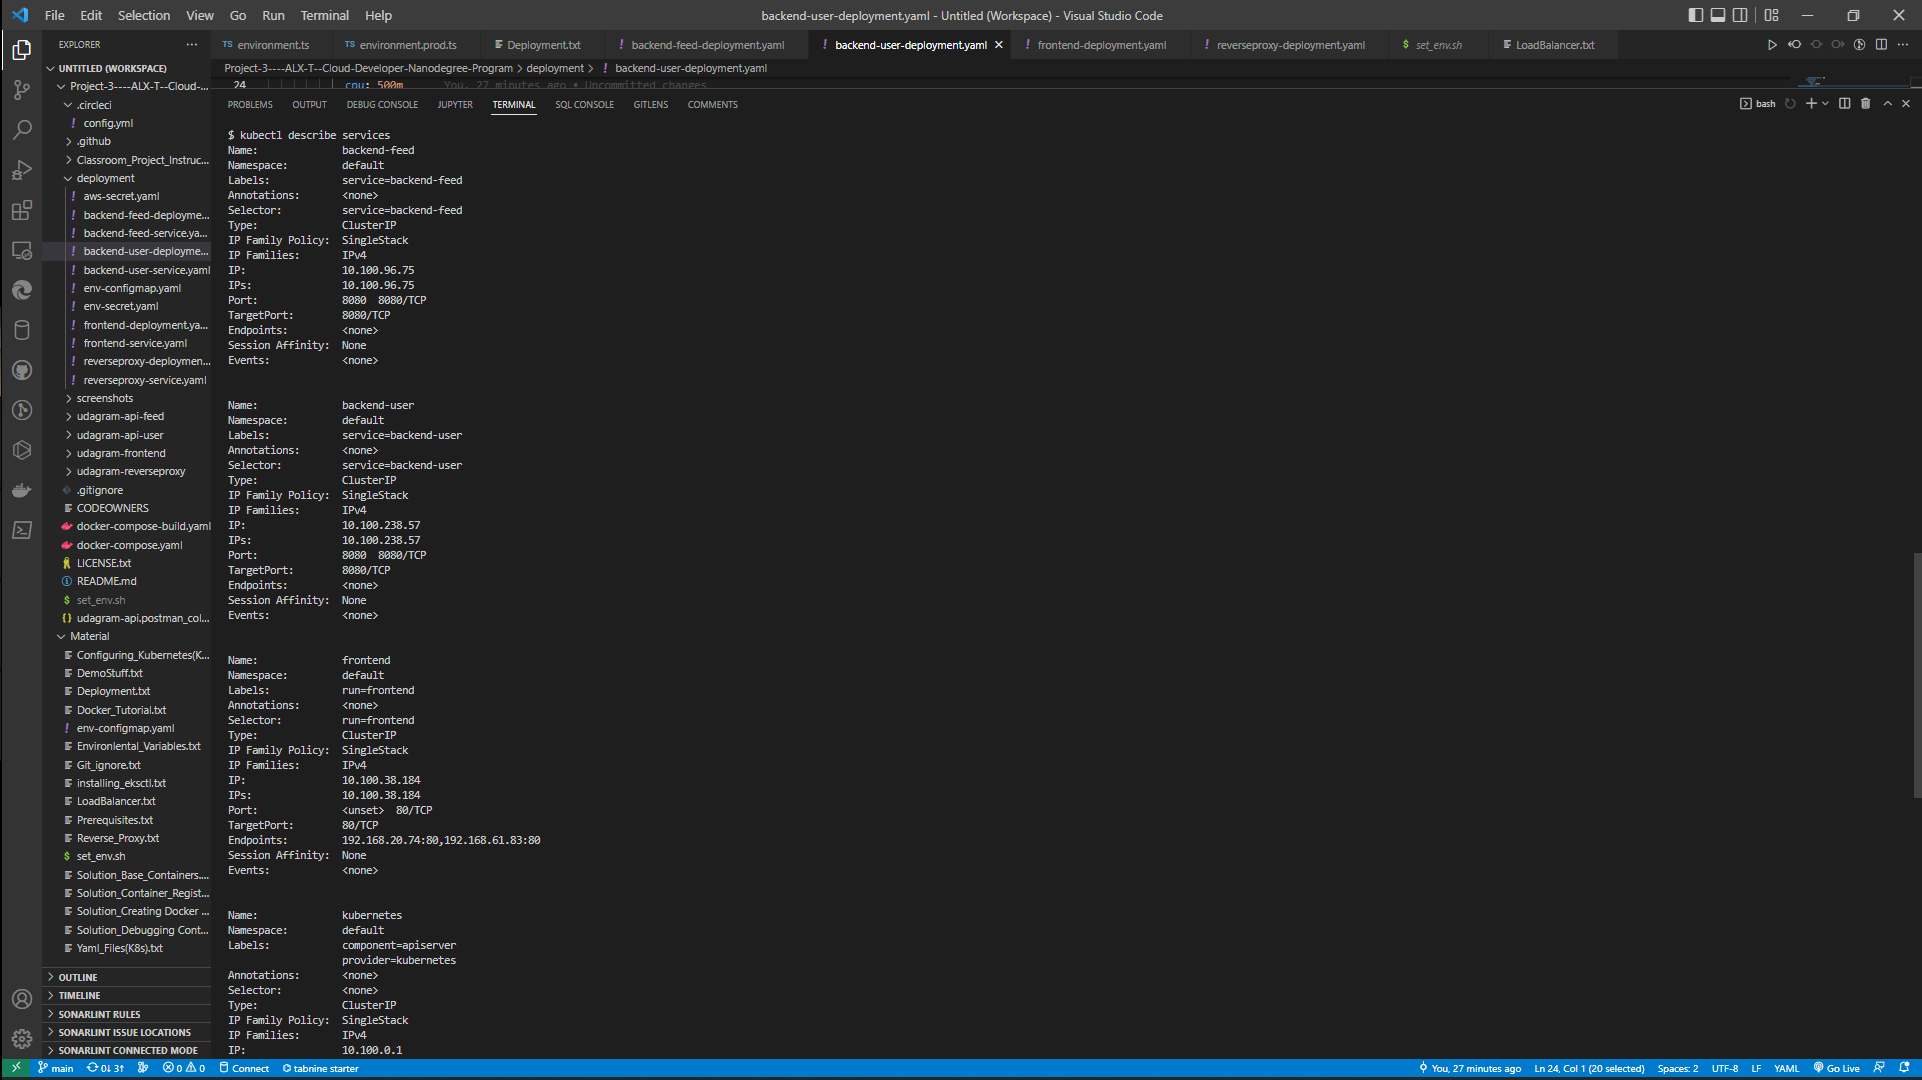 File Edit Selection View Go Run Terminal Help
backend-user-deployment.yaml - Untitled (Workspace) - Visual Studio Code
EXPLORER
UNTITLED (WORKSPACE)
Project-3----ALX-T--Cloud-...
.circleci
! config.yml
.github
Classroom_Project_Instruc...
deployment
! aws-secret.yaml
! backend-feed-deployme...
! backend-feed-service.ya...
! backend-user-deployme...
! backend-user-service.yaml
! env-configmap.yaml
! env-secret.yaml
! frontend-deployment.ya...
! frontend-service.yaml
! reverseproxy-deploymen...
! reverseproxy-service.yaml
screenshots
udagram-api-feed
udagram-api-user
udagram-frontend
udagram-reverseproxy
.gitignore
CODEOWNERS
docker-compose-build.yaml
docker-compose.yaml
LICENSE.txt
README.md
$ set_env.sh
{} udagram-api.postman_col...
Material
Configuring_Kubernetes(K...
DemoStuff.txt
Deployment.txt
Docker_Tutorial.txt
! env-configmap.yaml
Environlental_Variables.txt
Git_ignore.txt
installing_eksctl.txt
LoadBalancer.txt
Prerequisites.txt
Reverse_Proxy.txt
$ set_env.sh
Solution_Base_Containers....
Solution_Container_Regist...
Solution_Creating Docker ...
Solution_Debugging Cont...
Yaml_Files(K8s).txt
OUTLINE
TIMELINE
SONARLINT RULES
SONARLINT ISSUE LOCATIONS
SONARLINT CONNECTED MODE
TS environment.ts TS environment.prod.ts Deployment.txt ! backend-feed-deployment.yaml ! backend-user-deployment.yaml ! frontend-deployment.yaml ! reverseproxy-deployment.yaml $ set_env.sh LoadBalancer.txt
Project-3----ALX-T--Cloud-Developer-Nanodegree-Program > deployment > ! backend-user-deployment.yaml
24 cpu: 500m You, 27 minutes ago • Uncommitted changes
PROBLEMS OUTPUT DEBUG CONSOLE JUPYTER TERMINAL SQL CONSOLE GITLENS COMMENTS
bash
$ kubectl describe services
Name: backend-feed
Namespace: default
Labels: service=backend-feed
Annotations: <none>
Selector: service=backend-feed
Type: ClusterIP
IP Family Policy: SingleStack
IP Families: IPv4
IP: 10.100.96.75
IPs: 10.100.96.75
Port: 8080 8080/TCP
TargetPort: 8080/TCP
Endpoints: <none>
Session Affinity: None
Events: <none>
Name: backend-user
Namespace: default
Labels: service=backend-user
Annotations: <none>
Selector: service=backend-user
Type: ClusterIP
IP Family Policy: SingleStack
IP Families: IPv4
IP: 10.100.238.57
IPs: 10.100.238.57
Port: 8080 8080/TCP
TargetPort: 8080/TCP
Endpoints: <none>
Session Affinity: None
Events: <none>
Name: frontend
Namespace: default
Labels: run=frontend
Annotations: <none>
Selector: run=frontend
Type: ClusterIP
IP Family Policy: SingleStack
IP Families: IPv4
IP: 10.100.38.184
IPs: 10.100.38.184
Port: <unset> 80/TCP
TargetPort: 80/TCP
Endpoints: 192.168.20.74:80,192.168.61.83:80
Session Affinity: None
Events: <none>
Name: kubernetes
Namespace: default
Labels: component=apiserver
provider=kubernetes
Annotations: <none>
Selector: <none>
Type: ClusterIP
IP Family Policy: SingleStack
IP Families: IPv4
IP: 10.100.0.1
main 0↓ 3↑ 0 0 Connect tabnine starter You, 27 minutes ago Ln 24, Col 1 (20 selected) Spaces: 2 UTF-8 LF YAML Go Live